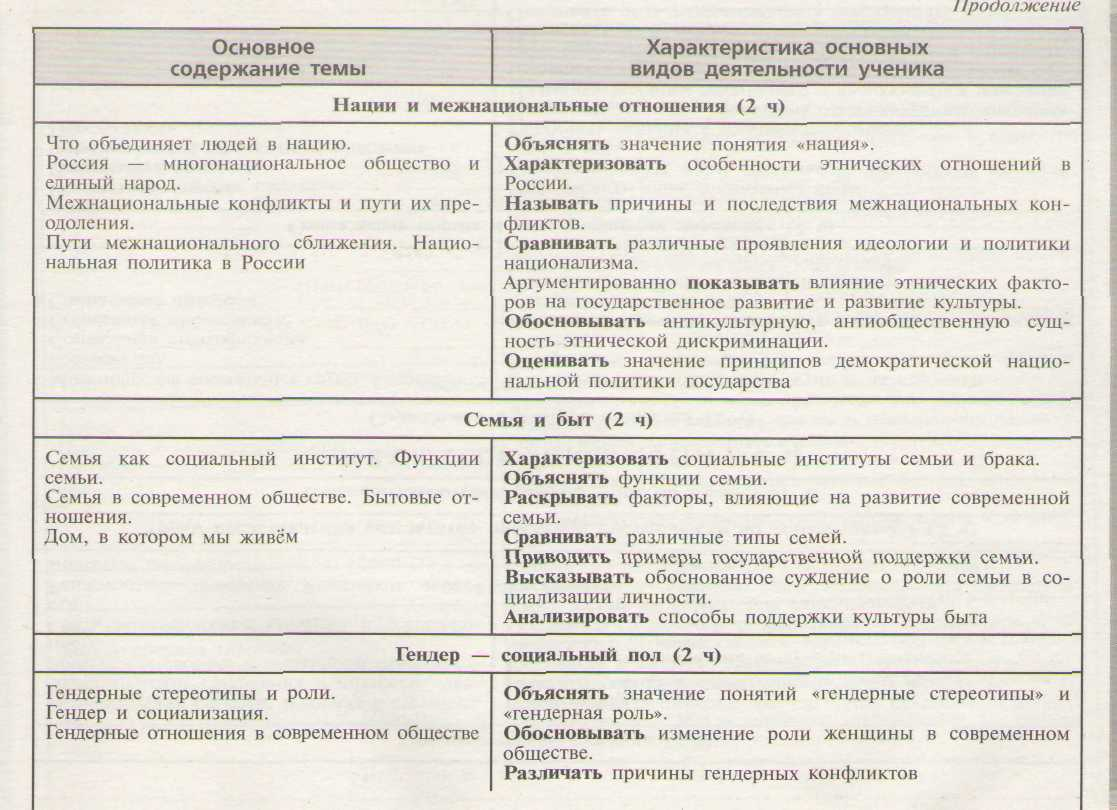 Продолжение
Основное
содержание темы
Характеристика основных
видов деятельности ученика
Нации и межнациональные отношения (2 ч)
Что объединяет людей в нацию.
Россия — многонациональное общество и
единый народ.
Межнациональные конфликты и пути их пре-
одоления.
Пути межнационального сближения. Нацио-
нальная политика в России
Объяснять значение понятия «нация».
Характеризовать особенности этнических отношений в
России.
Называть причины и последствия межнациональных кон-
фликтов.
Сравнивать различные проявления идеологии и политики
национализма.
Аргументированно показывать влияние этнических факто-
ров на государственное развитие и развитие культуры.
Обосновывать антикультурную, антиобщественную сущ-
ность этнической дискриминации.
Оценивать значение принципов демократической нацио-
нальной политики государства
Семья и быт (2 ч)
Семья как социальный институт. Функции
семьи.
Семья в современном обществе. Бытовые от-
ношения.
Дом, в котором мы живём
Характеризовать социальные институты семьи и брака.
Объяснять функции семьи.
Раскрывать факторы, влияющие на развитие современной
семьи.
Сравнивать различные типы семей.
Приводить примеры государственной поддержки семьи.
Высказывать обоснованное суждение о роли семьи в со-
циализации личности.
Анализировать способы поддержки культуры быта
Гендер — социальный пол (2 ч)
Гендерные стереотипы и роли.
Гендер и социализация.
Гендерные отношения в современном обществе
Объяснять значение понятий «гендерные стереотипы» и
«гендерная роль».
Обосновывать изменение роли женщины в современном
обществе.
Различать причины гендерных конфликтов